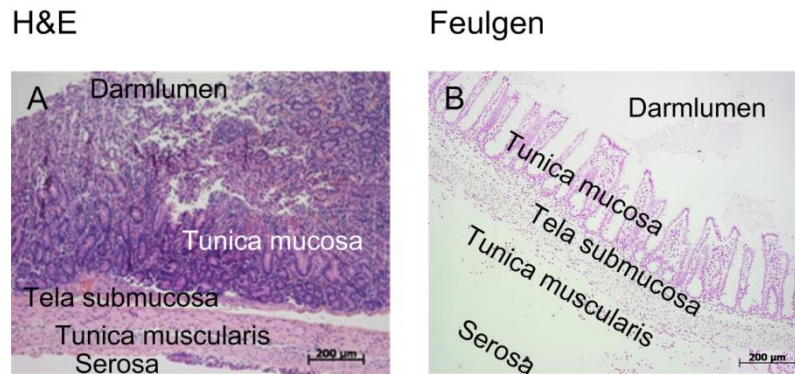 H&E
Feulgen
A
Darmlumen
Tunica mucosa
Tela submucosa
Tunica muscularis
Serosa
200 µm
B
Darmlumen
Tunica mucosa
Tela submucosa
Tunica muscularis
Serosa
200 µm